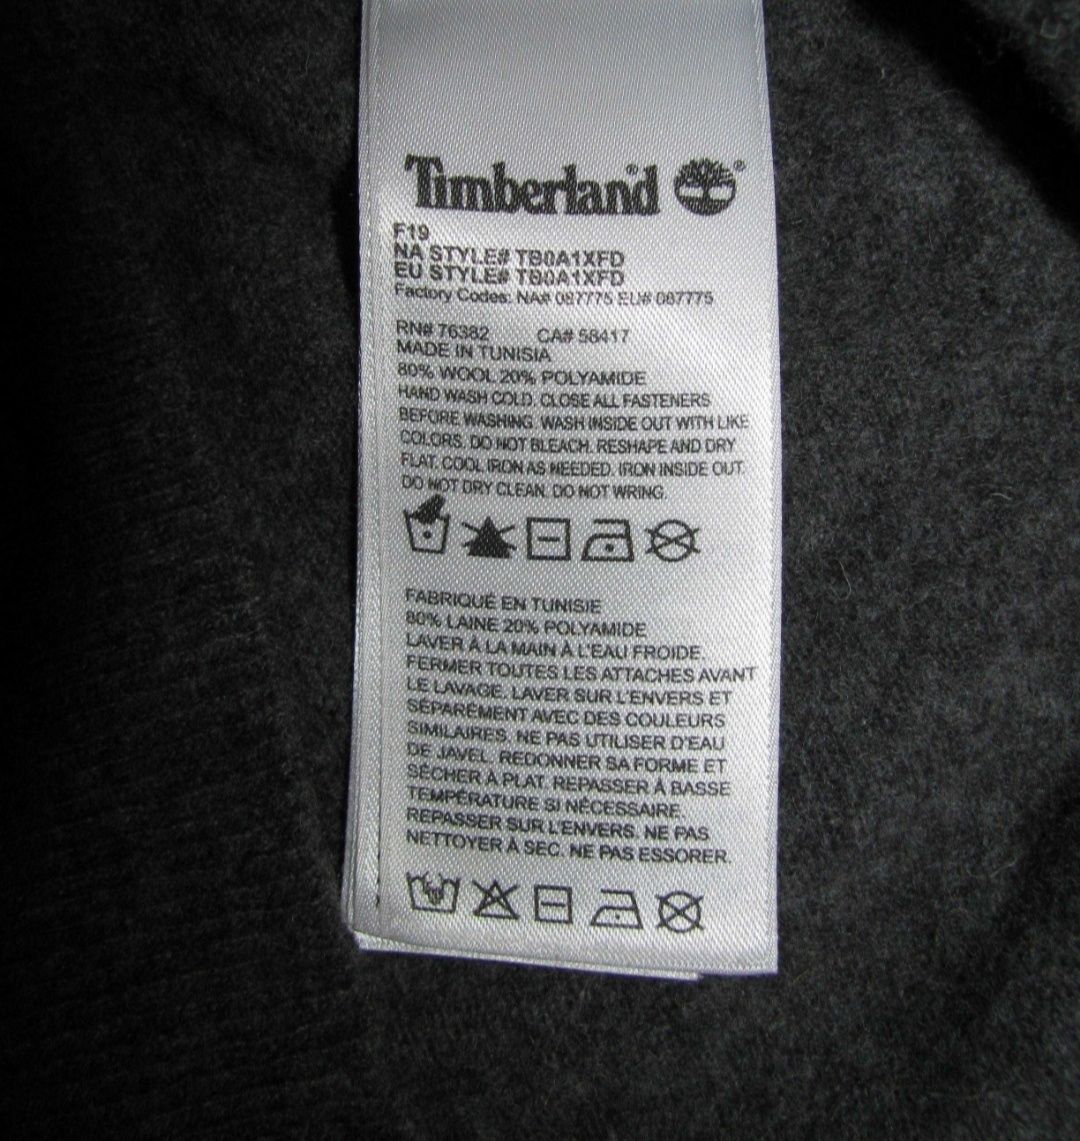 Timberland
F19
NA STYLE# TB0A1XFD
EU STYLE# TB0A1XFD
Factory Codes: NA# 087775 EU# 087775
RN# 76382 CA# 58417
MADE IN TUNISIA
80% WOOL 20% POLYAMIDE
HAND WASH COLD. CLOSE ALL FASTENERS
BEFORE WASHING. WASH INSIDE OUT WITH LIKE
COLORS. DO NOT BLEACH. RESHAPE AND DRY
FLAT. COOL IRON AS NEEDED. IRON INSIDE OUT.
DO NOT DRY CLEAN. DO NOT WRING.
FABRIQUÉ EN TUNISIE
80% LAINE 20% POLYAMIDE
LAVER À LA MAIN À L'EAU FROIDE.
FERMER TOUTES LES ATTACHES AVANT
LE LAVAGE. LAVER SUR L'ENVERS ET
SÉPARÉMENT AVEC DES COULEURS
SIMILAIRES. NE PAS UTILISER D'EAU
DE JAVEL. REDONNER SA FORME ET
SÉCHER À PLAT. REPASSER À BASSE
TEMPÉRATURE SI NÉCESSAIRE.
REPASSER SUR L'ENVERS. NE PAS
NETTOYER À SEC. NE PAS ESSORER.